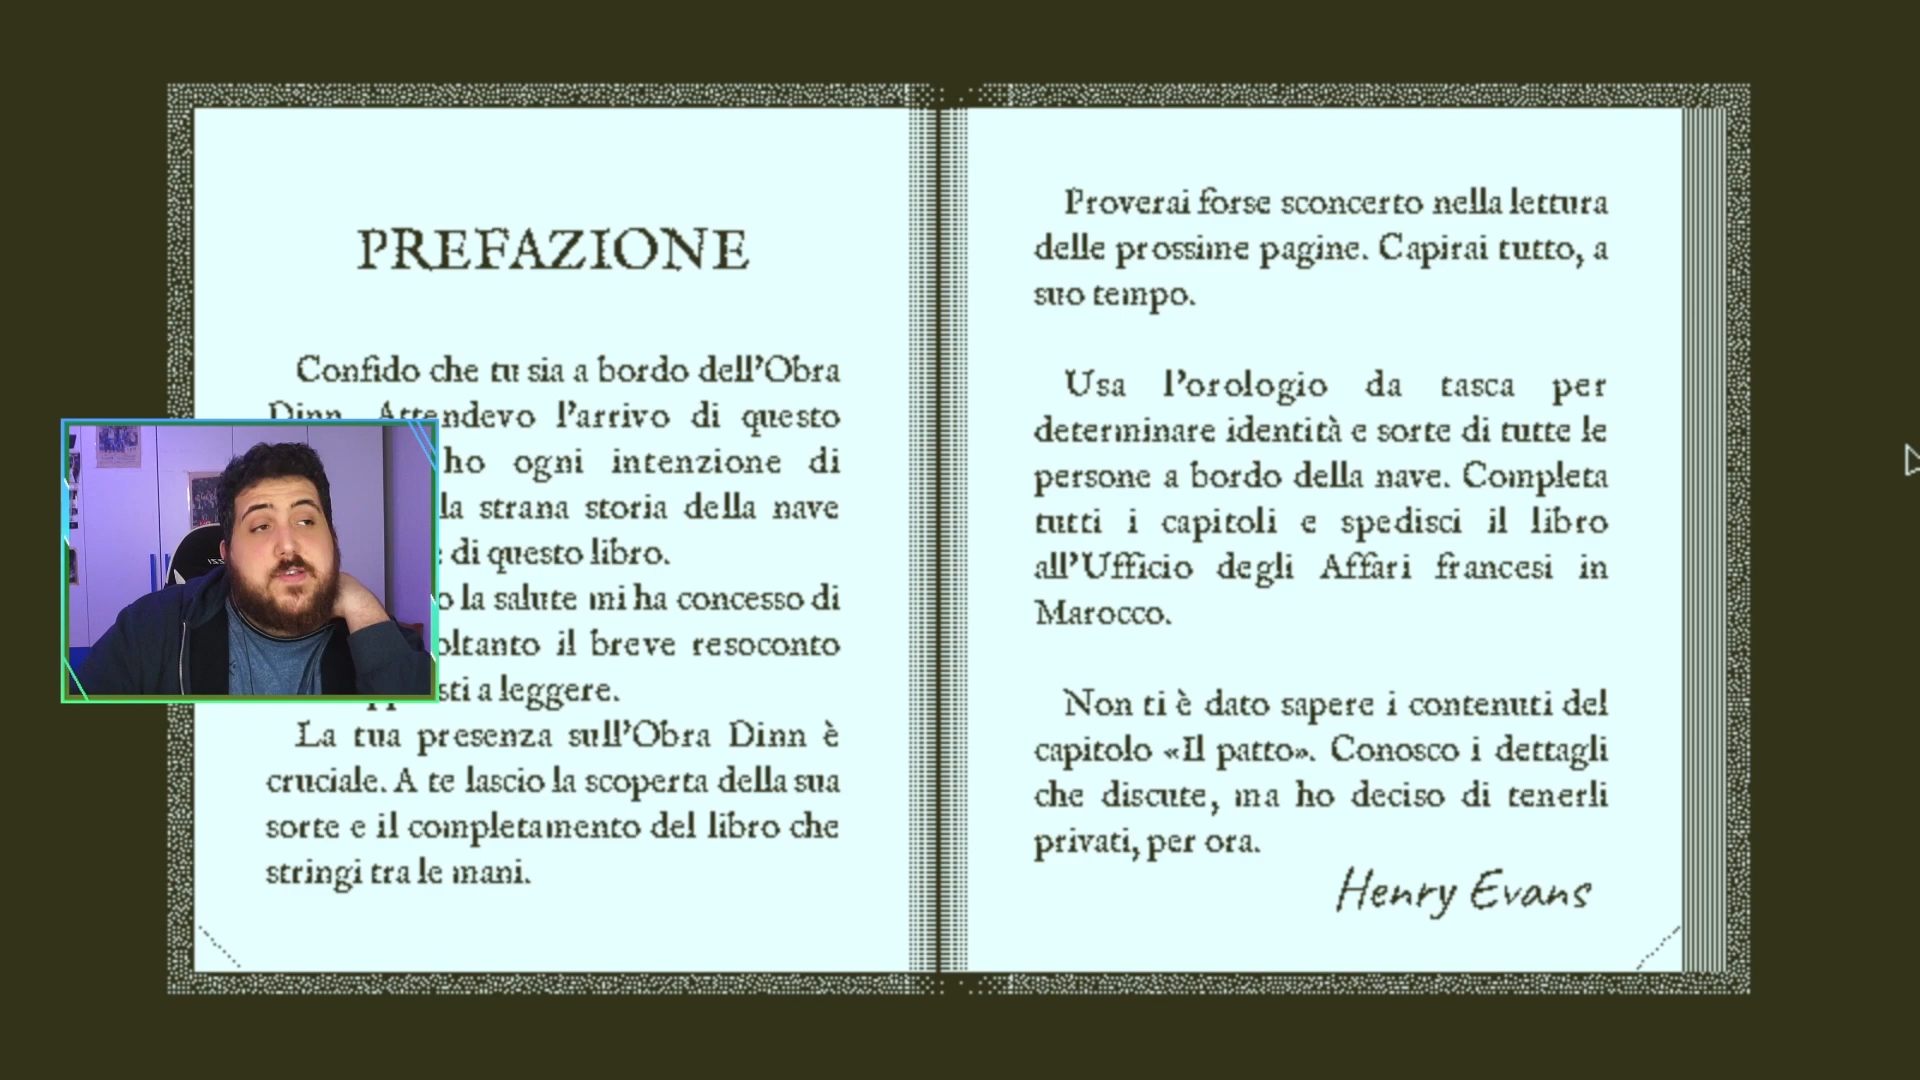 PREFAZIONE
Confido che tu sia a bordo dell'Obra
Dinn. Attendevo l'arrivo di questo
ho ogni intenzione di
la strana storia della nave
di questo libro.
la salute mi ha concesso di
il breve resoconto
a leggere.
La tua presenza sull'Obra Dinn è
cruciale. A te lascio la scoperta della sua
sorte e il completamento del libro che
stringi tra le mani.
Proverai forse sconcerto nella lettura
delle prossime pagine. Capirai tutto, a
suo tempo.
Usa l'orologio da tasca per
determinare identità e sorte di tutte le
persone a bordo della nave. Completa
tutti i capitoli e spedisci il libro
all'Ufficio degli Affari francesi in
Marocco.
Non ti è dato sapere i contenuti del
capitolo «Il patto». Conosco i dettagli
che discute, ma ho deciso di tenerli
privati, per ora.
Henry Evans